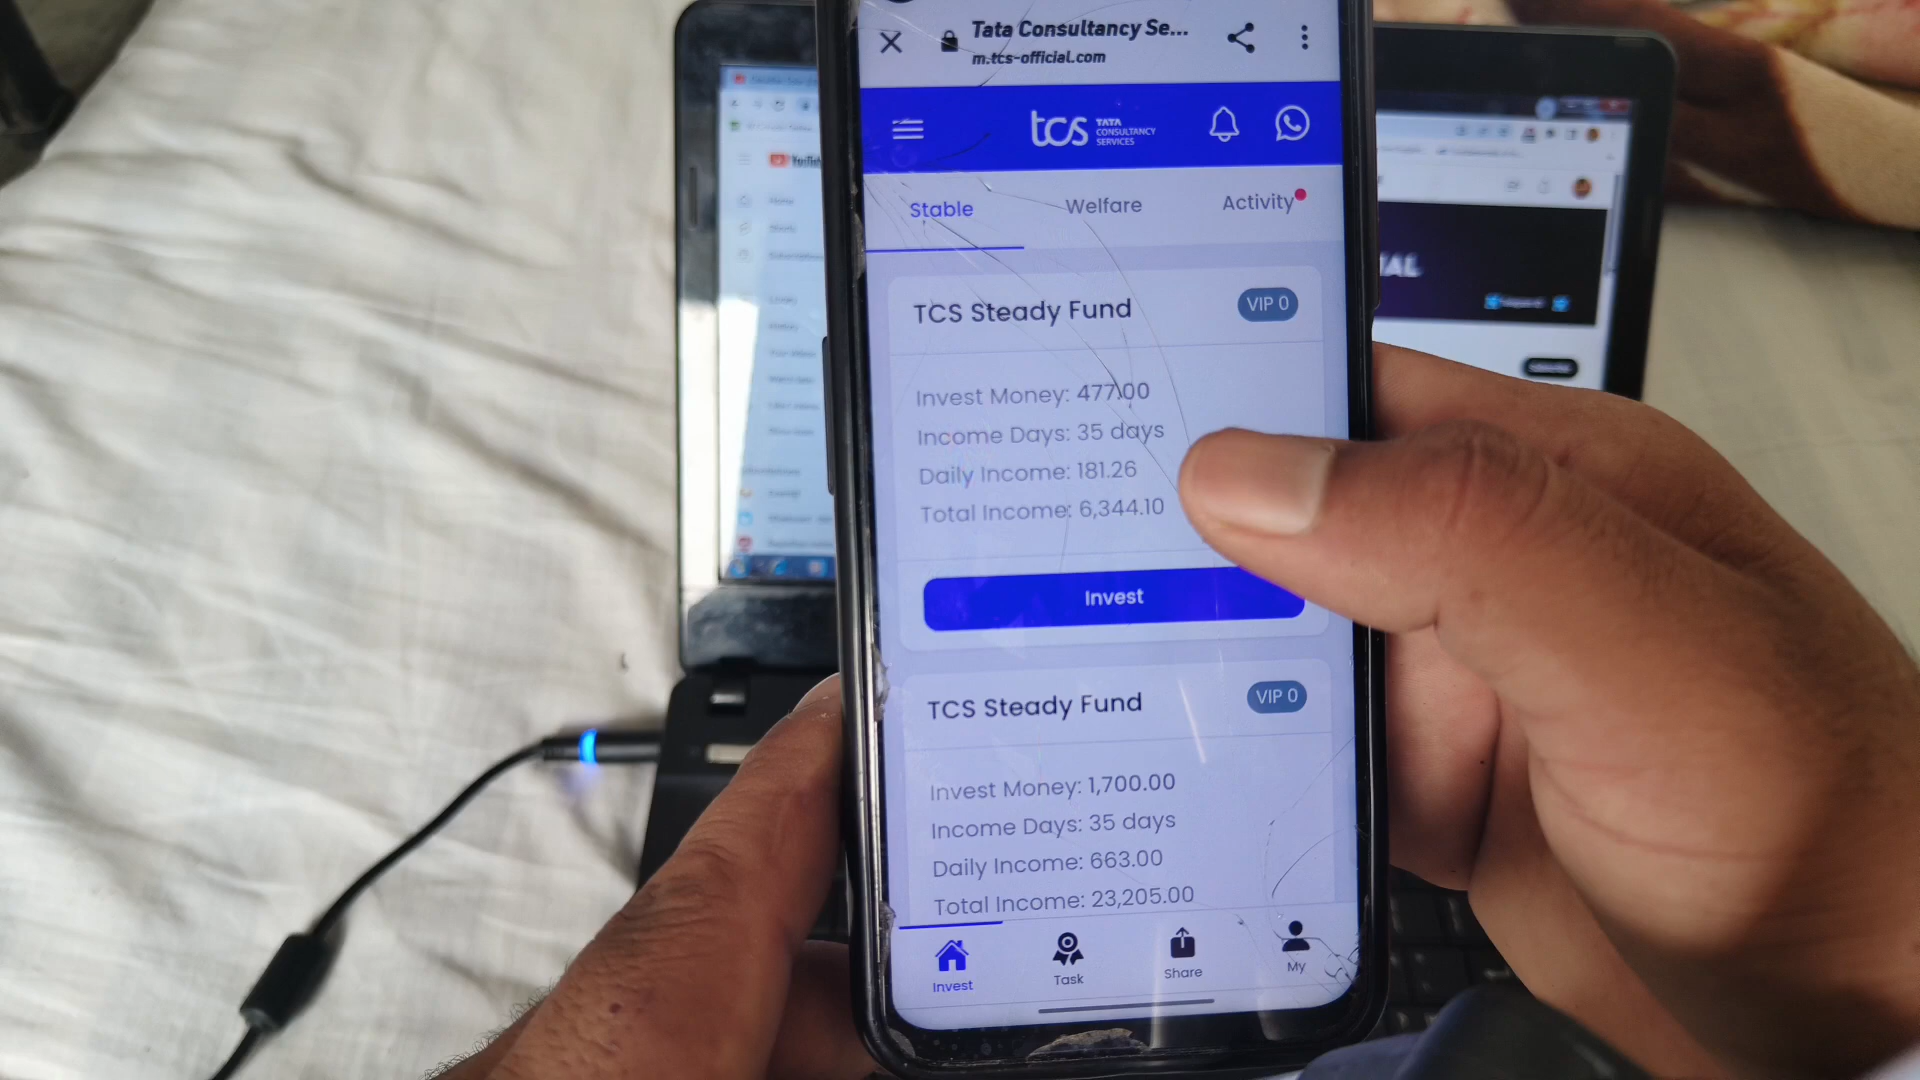 Tata Consultancy Se...
m.tcs-official.com
tcs TATA
CONSULTANCY
SERVICES
Stable Welfare Activity
TCS Steady Fund VIP 0
Invest Money: 477.00
Income Days: 35 days
Daily Income: 181.26
Total Income: 6,344.10
Invest
TCS Steady Fund VIP 0
Invest Money: 1,700.00
Income Days: 35 days
Daily Income: 663.00
Total Income: 23,205.00
Invest Task Share My
YouTub
IAL